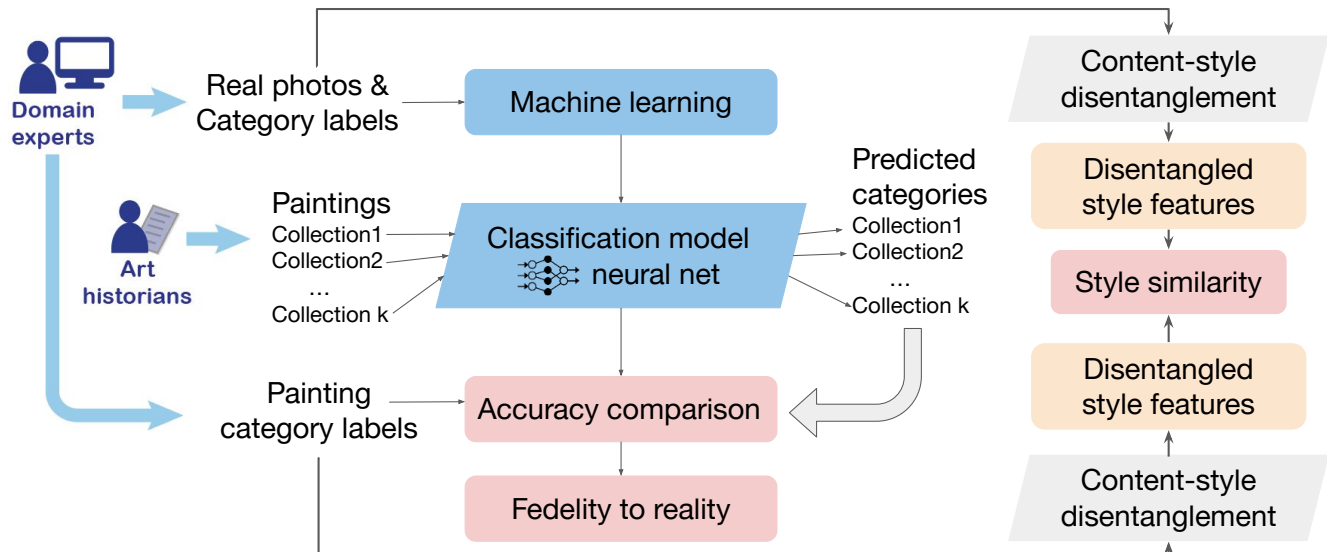 Domain
experts
Real photos &
Category labels
Machine learning
Content-style
disentanglement
Art
historians
Paintings
Collection1
Collection2
...
Collection k
Classification model
neural net
Predicted
categories
Collection1
Collection2
...
Collection k
Disentangled
style features
Style similarity
Disentangled
style features
Painting
category labels
Accuracy comparison
Fedelity to reality
Content-style
disentanglement